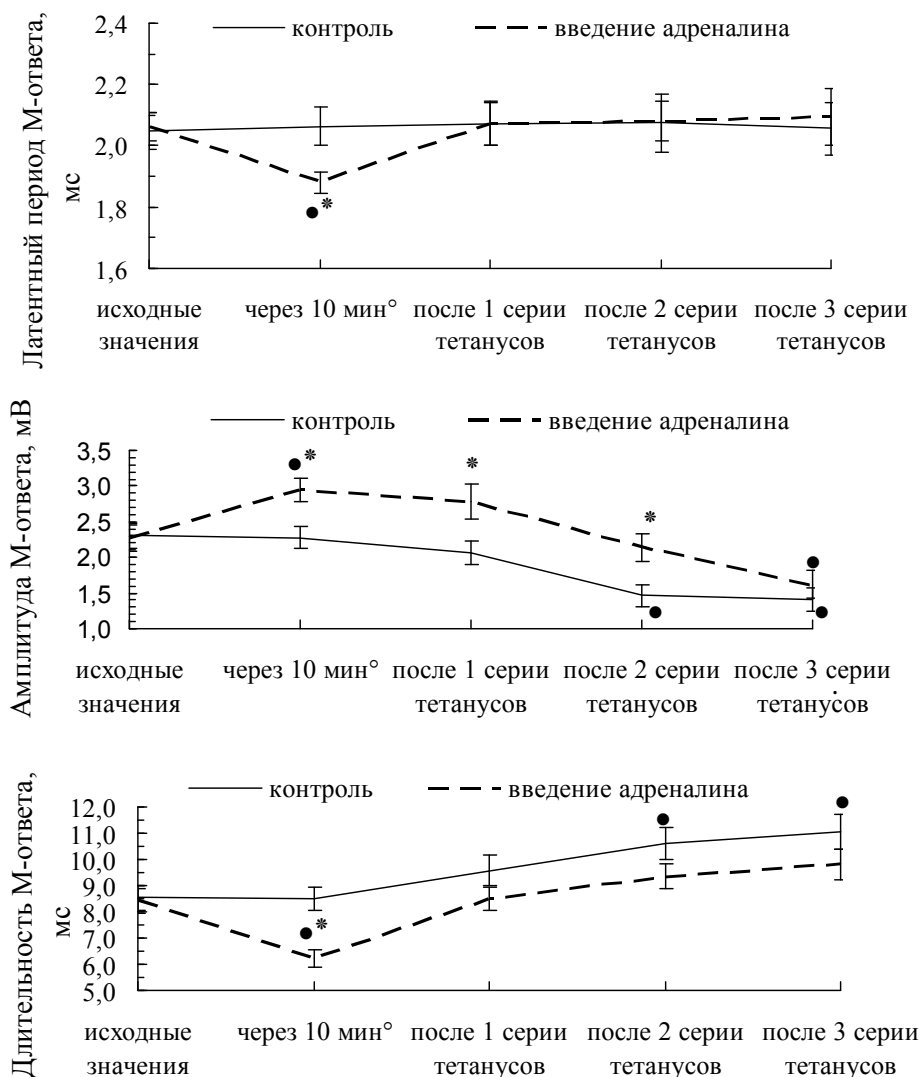 Латентный период М-ответа,
мс
контроль
введение адреналина
2,4
2,2
2,0
1,8
1,6
●*
исходные
значения
через 10 мин°
после 1 серии
тетанусов
после 2 серии
тетанусов
после 3 серии
тетанусов
Амплитуда М-ответа, мВ
контроль
введение адреналина
3,5
3,0
2,5
2,0
1,5
1,0
●*
*
*
●
●
●
исходные
значения
через 10 мин°
после 1 серии
тетанусов
после 2 серии
тетанусов
после 3 серии
тетанусов
Длительность М-ответа,
мс
контроль
введение адреналина
12,0
11,0
10,0
9,0
8,0
7,0
6,0
5,0
●*
●
●
исходные
значения
через 10 мин°
после 1 серии
тетанусов
после 2 серии
тетанусов
после 3 серии
тетанусов